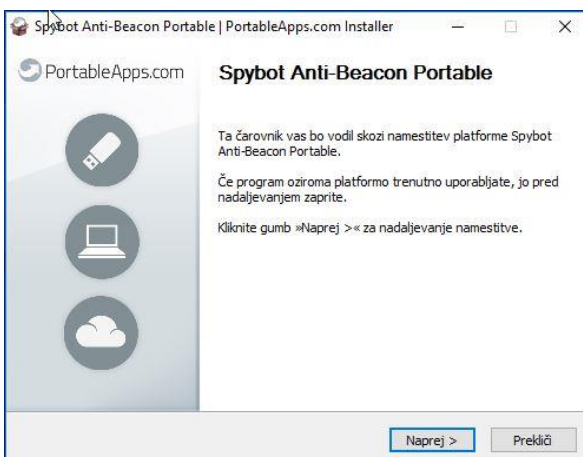 Spybot Anti-Beacon Portable | PortableApps.com Installer
PortableApps.com
Spybot Anti-Beacon Portable
Ta čarovnik vas bo vodil skozi namestitev platforme Spybot
Anti-Beacon Portable.
Če program oziroma platformo trenutno uporabljate, jo pred
nadaljevanjem zaprite.
Kliknite gumb »Naprej >« za nadaljevanje namestitve.
Naprej >
Prekliči